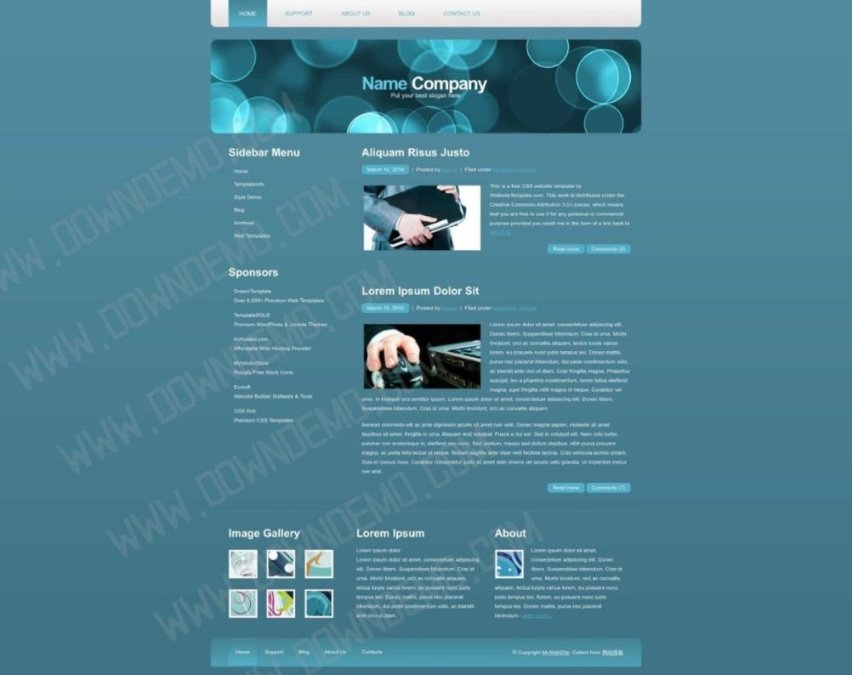 HOME
SUPPORT
ABOUT US
BLOG
CONTACT US
Name Company
Put your best slogan here
Sidebar Menu
Home
TemplateInfo
Style Demo
Blog
Archives
Web Templates
Sponsors
DreamTemplate
Over 6,000+ Premium Web Templates
TemplateSOLD
Premium WordPress & Joomla Themes
ImHosted.com
Affordable Web Hosting Provider
MyVectorStore
Royalty Free Stock Icons
Evrsoft
Website Builder Software & Tools
CSS Hub
Premium CSS Templates
Aliquam Risus Justo
March 15, 2010 | Posted by | Filed under
This is a free CSS website template by
This work is distributed under the
Creative Commons Attribution 3.0 License, which means
that you are free to use it for any personal or commercial
purpose provided you credit me in the form of a link back to
Read more
Comments (3)
Lorem Ipsum Dolor Sit
March 15, 2010 | Posted by | Filed under
Lorem ipsum dolor sit amet, consectetuer adipiscing elit.
Donec libero. Suspendisse bibendum. Cras id urna. Morbi
tincidunt, orci ac convallis aliquam, lectus turpis varius
lorem, eu posuere nunc justo tempus leo. Donec mattis,
purus nec placerat bibendum, dui pede condimentum
odio, ac blandit ante orci ut diam. Cras fringilla magna. Phasellus
suscipit, leo a pharetra condimentum, lorem tellus eleifend
magna, eget fringilla velit magna id neque. Curabitur vel
urna. In tristique orci porttitor ipsum. Lorem ipsum dolor sit amet, consectetuer adipiscing elit. Donec libero.
Suspendisse bibendum. Cras id urna. Morbi tincidunt, orci ac convallis aliquam.
Aenean commodo elit ac ante dignissim iaculis sit amet non velit. Donec magna sapien, molestie sit amet
faucibus sit amet, fringilla in urna. Aliquam erat volutpat. Fusce a dui est. Sed in volutpat elit. Nam odio tortor,
pulvinar non scelerisque in, eleifend nec nunc. Sed pretium, massa sed dictum dapibus, nibh purus posuere
magna, ac porta felis lectus ut neque. Nullam sagittis ante vitae velit facilisis lacinia. Cras vehicula lacinia ornare.
Duis et cursus risus. Curabitur consectetur justo sit amet odio viverra vel iaculis odio gravida. Ut imperdiet metus
nec erat.
Read more
Comments (7)
Image Gallery
Lorem Ipsum
Lorem ipsum dolor
Lorem ipsum dolor sit amet, consectetuer adipiscing
elit. Donec libero. Suspendisse bibendum. Cras id
urna. Morbi tincidunt, orci ac convallis aliquam,
lectus turpis varius lorem, eu posuere nunc justo
tempus leo. Donec mattis, purus nec placerat
bibendum, dui pede condimentum odio, ac blandit
ante orci ut diam.
About
Lorem ipsum dolor sit amet,
consectetuer adipiscing elit. Donec
libero. Suspendisse bibendum. Cras id
urna. Morbi tincidunt, orci ac convallis
aliquam, lectus turpis varius lorem, eu posuere nunc
justo tempus leo. Donec mattis, purus nec placerat
bibendum. Learn more...
Home
Support
Blog
About Us
Contacts
© Copyright MyWebSite. Collect from
WWW.DOWNDEMO.COM
WWW.DOWNDEMO.COM
WWW.DOWNDEMO.COM
WWW.DOWNDEMO.COM
WWW.DOWNDEMO.COM